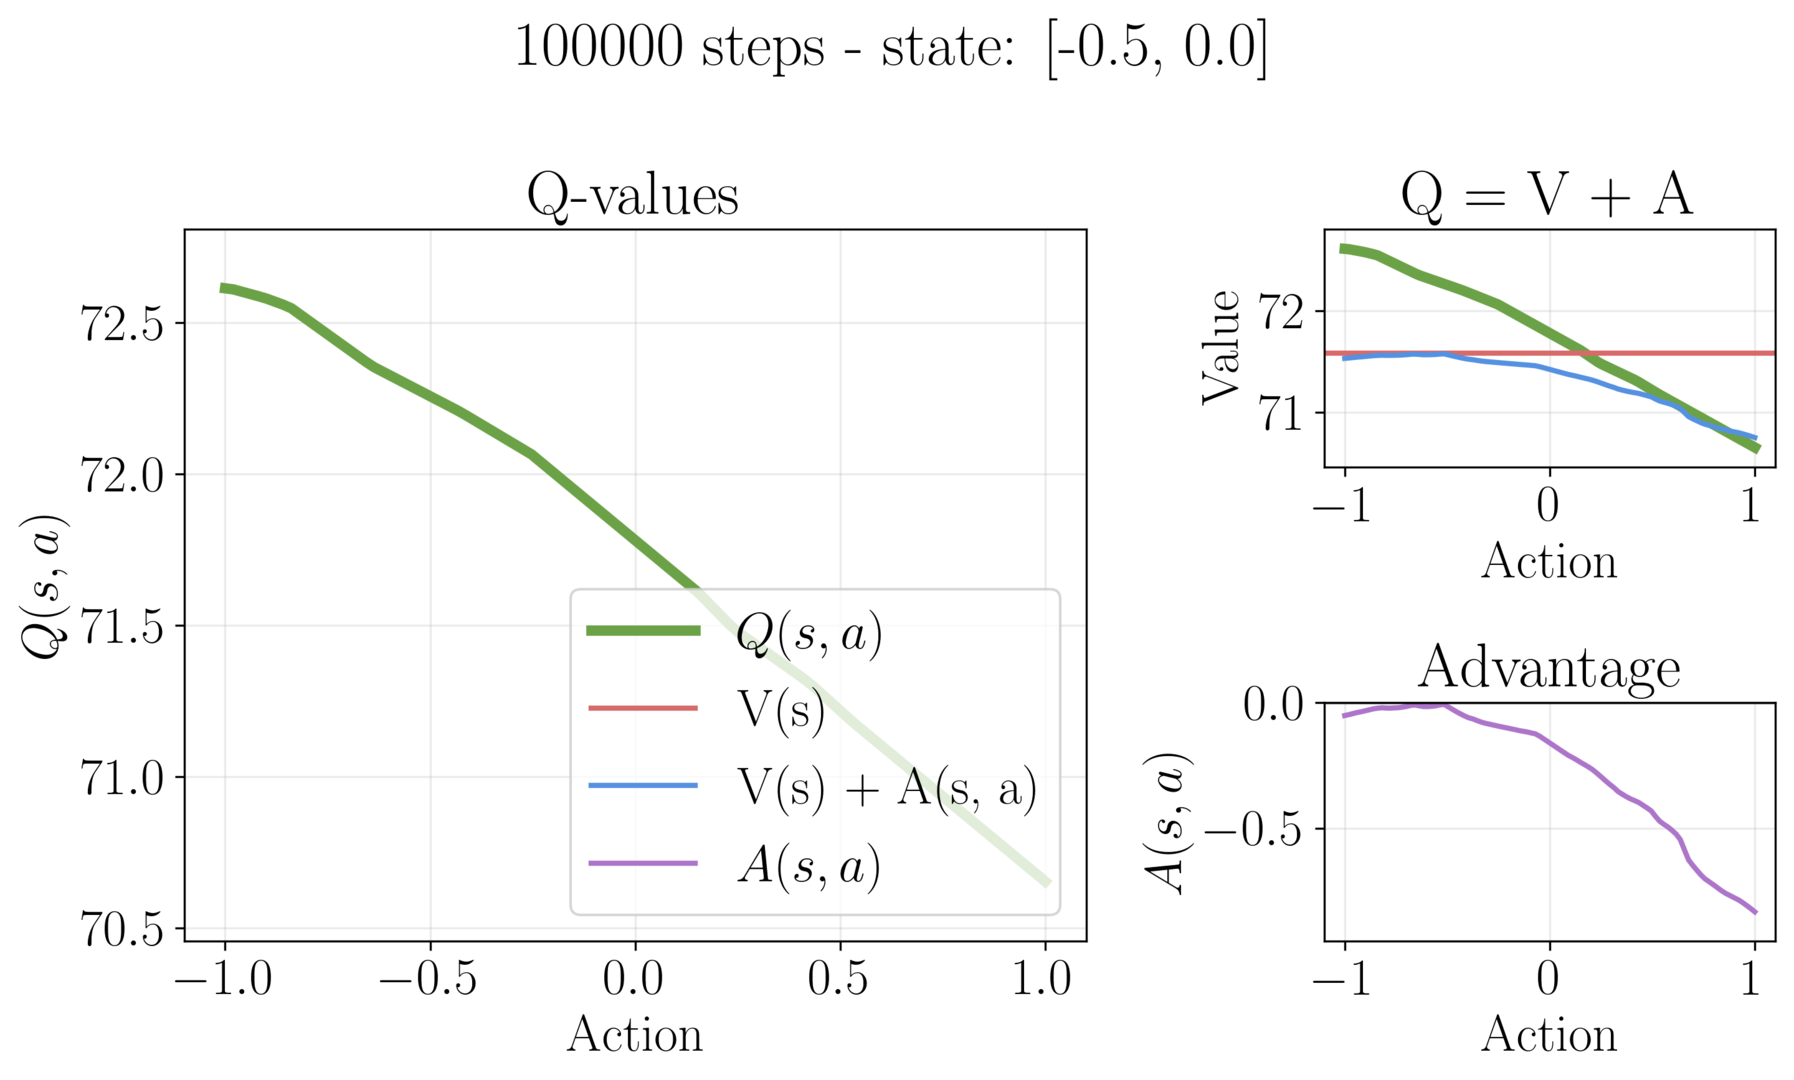 100000 steps - state: [-0.5, 0.0]
Q-values
Q(s, a)
72.5
72.0
71.5
71.0
70.5
−1.0 −0.5 0.0 0.5 1.0
Action
Q(s, a)
V(s)
V(s) + A(s, a)
A(s, a)
Q = V + A
Value
72
71
−1 0 1
Action
Advantage
A(s, a)
0.0
−0.5
−1 0 1
Action